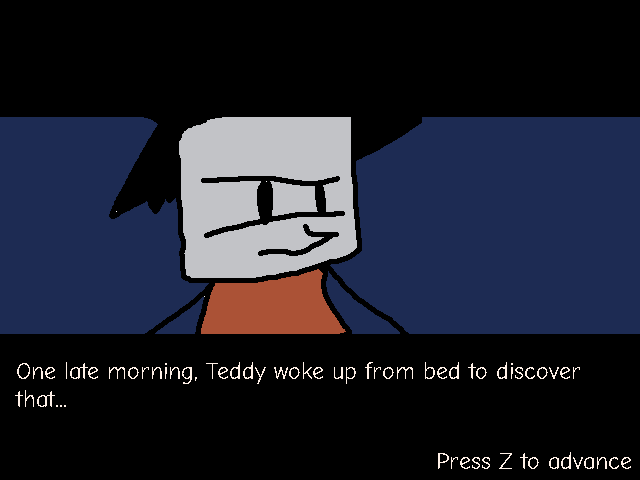 One late morning, Teddy woke up from bed to discover
that...
Press Z to advance